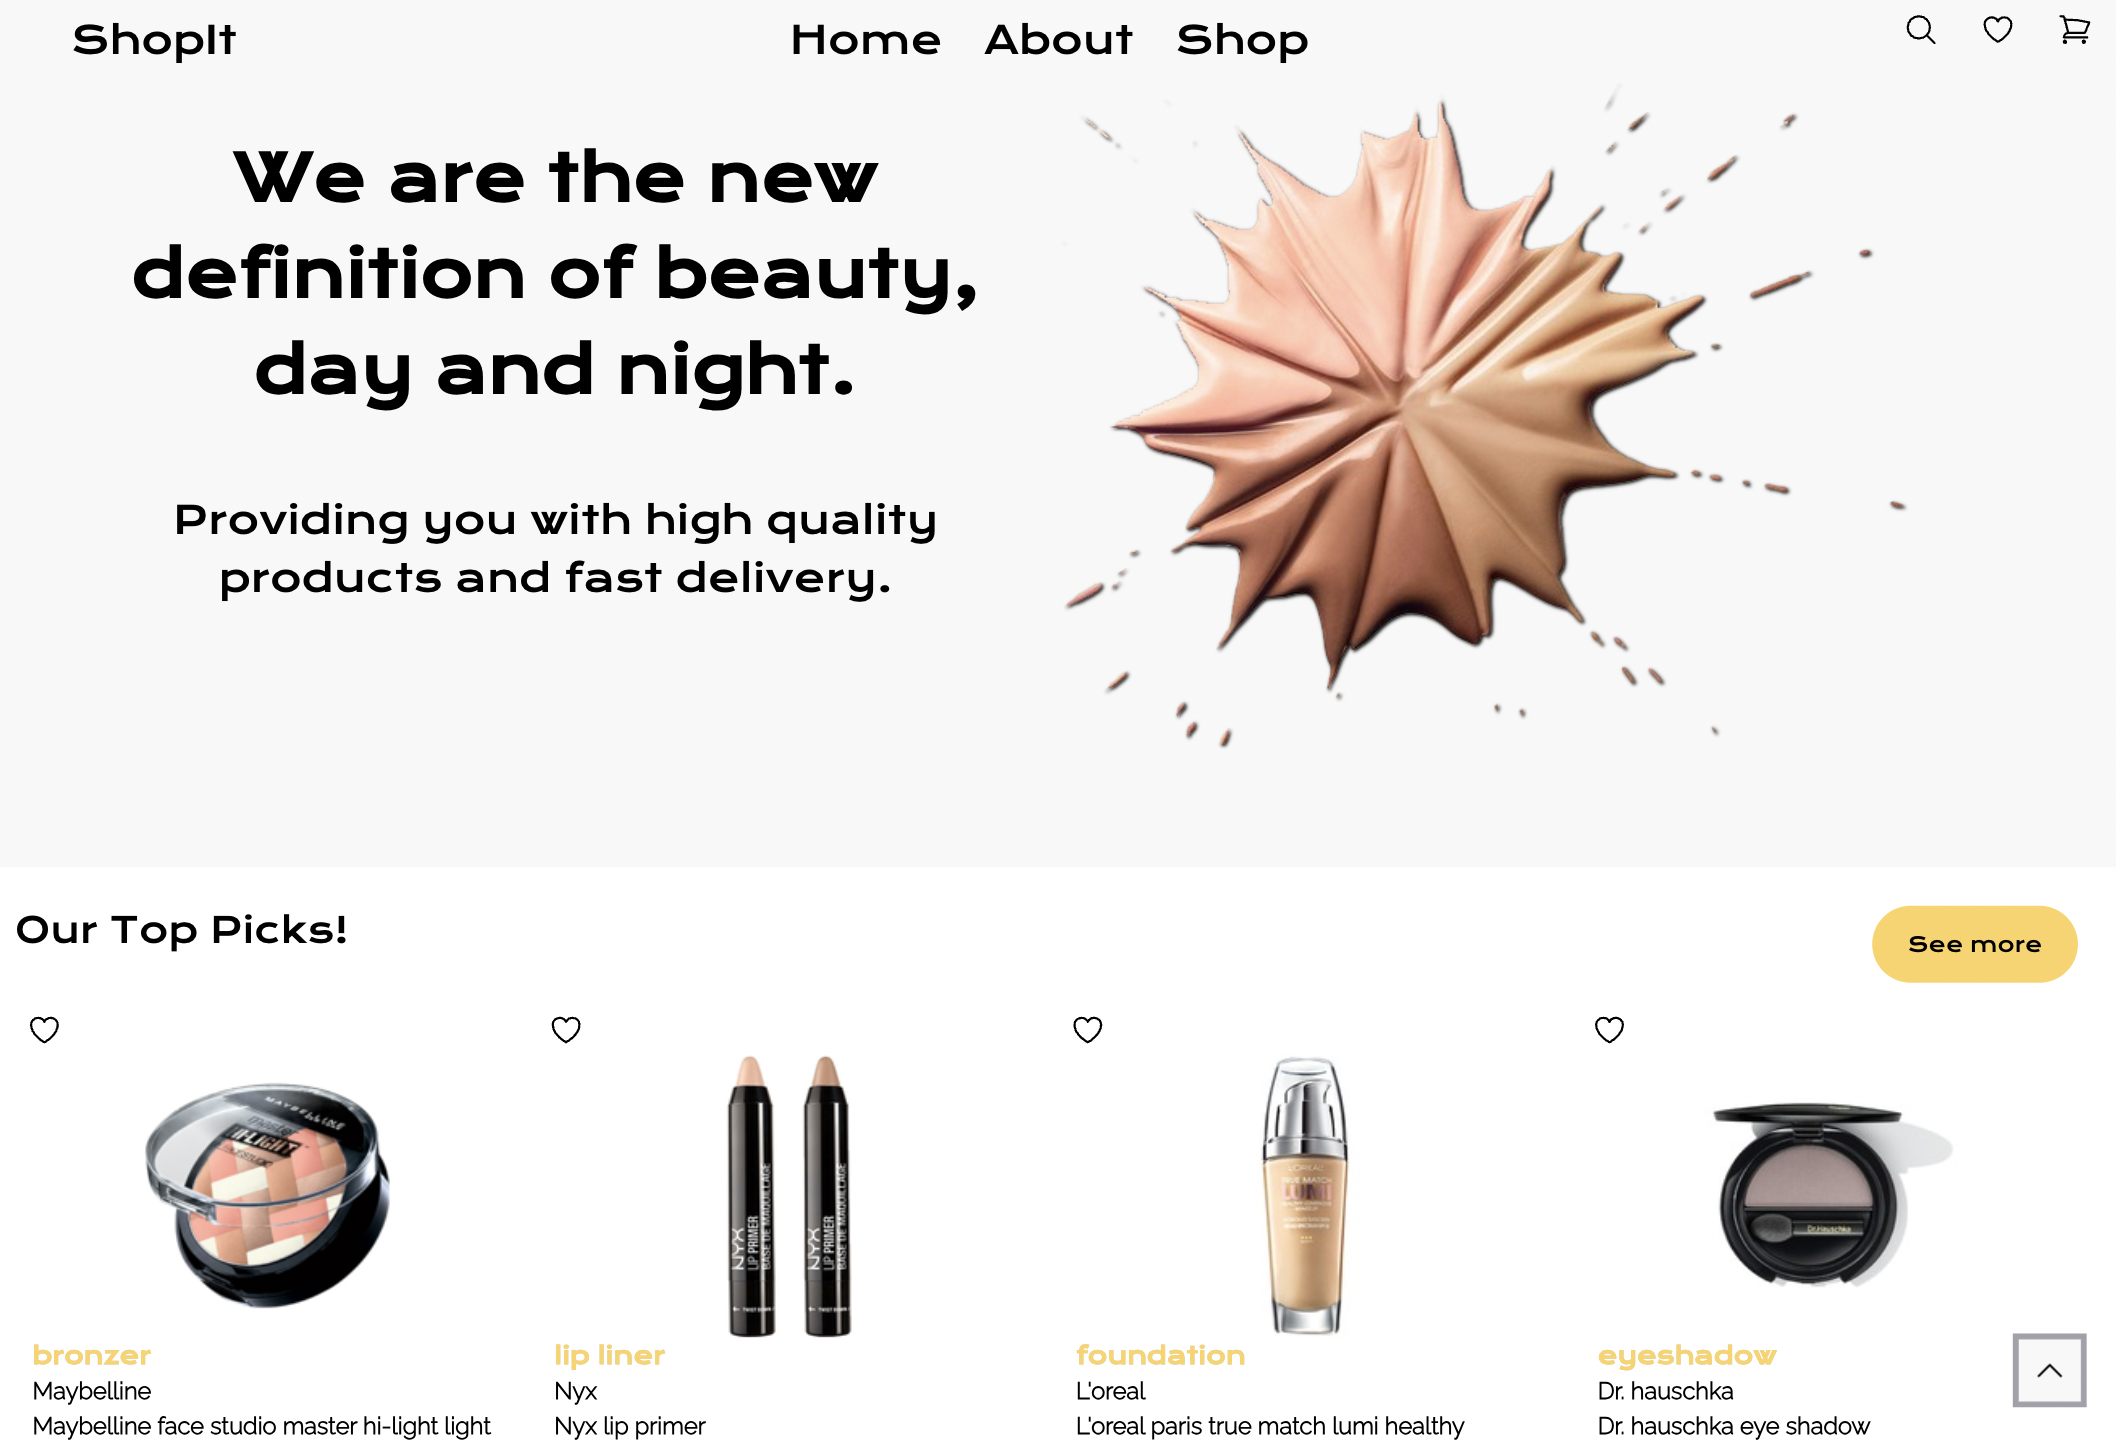 ShopIt
Home About Shop
We are the new
definition of beauty,
day and night.
Providing you with high quality
products and fast delivery.
Our Top Picks!
See more
MAYBELLINE
master
HI-LIGHT
NYX
LIP PRIMER
BASE DE MAQUILLAGE
NYX
LIP PRIMER
BASE DE MAQUILLAGE
L'ORÉAL
TRUE MATCH
LUMI
Dr.Hauschka
bronzer
Maybelline
Maybelline face studio master hi-light light
lip liner
Nyx
Nyx lip primer
foundation
L'oreal
L'oreal paris true match lumi healthy
eyeshadow
Dr. hauschka
Dr. hauschka eye shadow